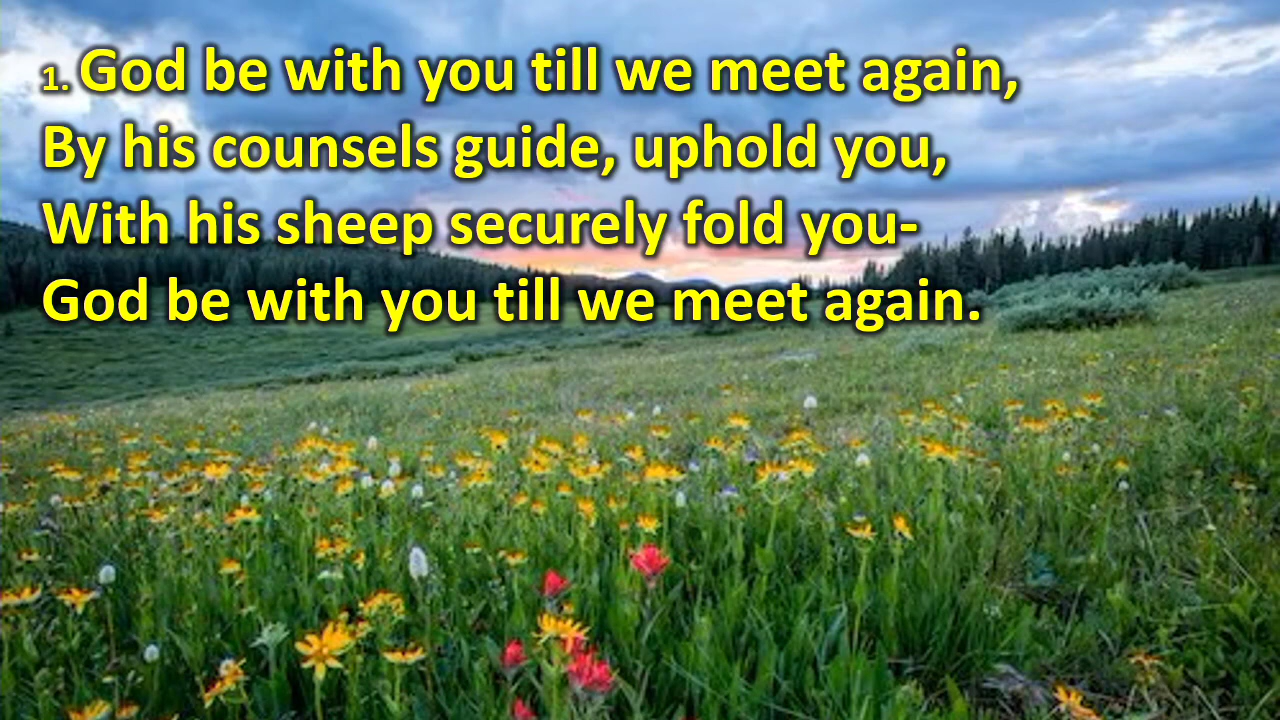 1. God be with you till we meet again,
By his counsels guide, uphold you,
With his sheep securely fold you-
God be with you till we meet again.